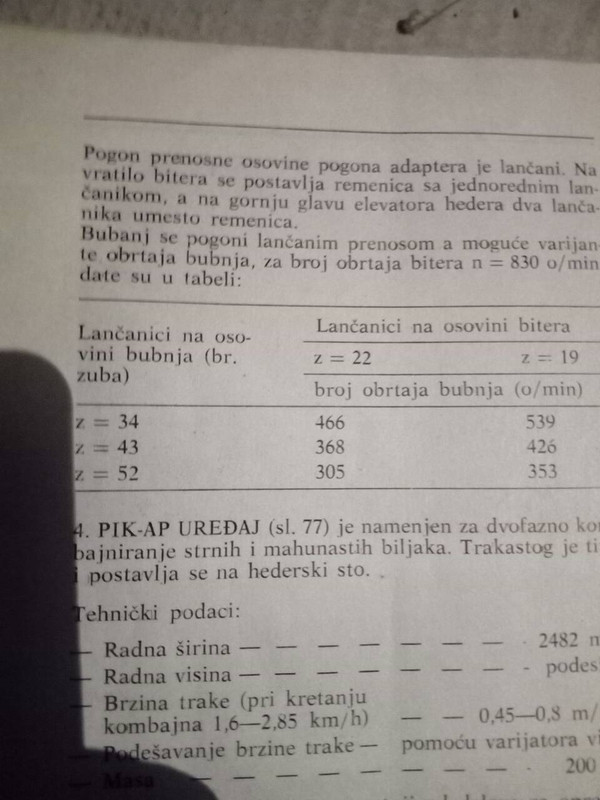 Pogon prenosne osovine pogona adaptera je lančani. Na
vratilo bitera se postavlja remenica sa jednorednim lan-
čanikom, a na gornju glavu elevatora hedera dva lanča-
nika umesto remenica.
Bubanj se pogoni lančanim prenosom a moguće varijan-
te obrtaja bubnja, za broj obrtaja bitera n = 830 o/min
date su u tabeli:
Lančanici na oso-
vini bubnja (br.
zuba)
Lančanici na osovini bitera
z = 22 z = 19
broj obrtaja bubnja (o/min)
z = 34 466 539
z = 43 368 426
z = 52 305 353
4. PIK-AP UREĐAJ (sl. 77) je namenjen za dvofazno ko
bajniranje strnih i mahunastih biljaka. Trakastog je ti
i postavlja se na hederski sto.
Tehnički podaci:
— Radna širina — — — — — — — - 2482
— Radna visina — — — — — — — - podes
— Brzina trake (pri kretanju
kombajna 1,6—2,85 km/h) — — 0,45—0,8 m/
— Podešavanje brzine trake — pomoću varijatora v
— Masa — — — — — — — - 200